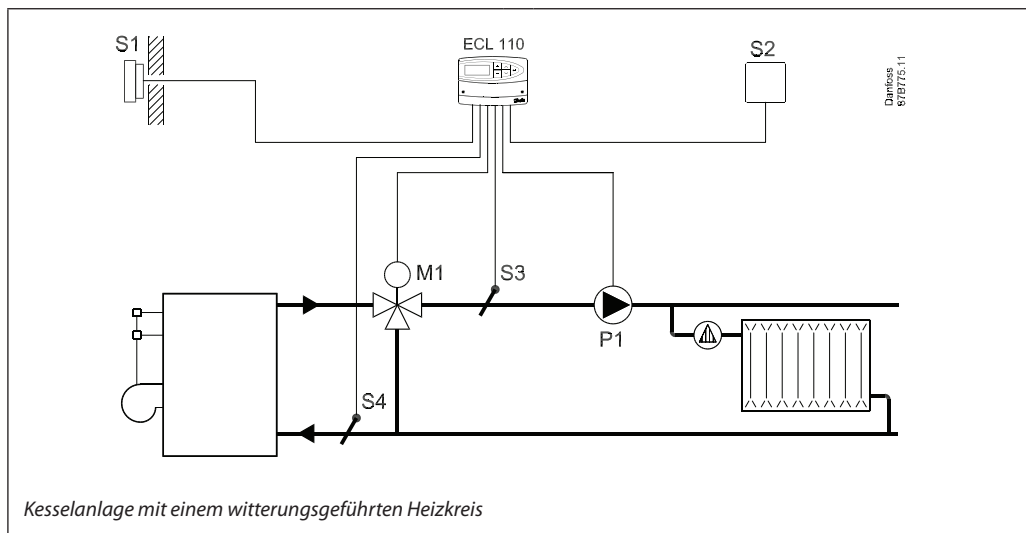 S1
ECL 110
S2
Danfoss
87B775.11
M1
S3
P1
S4
Kesselanlage mit einem witterungsgeführten Heizkreis